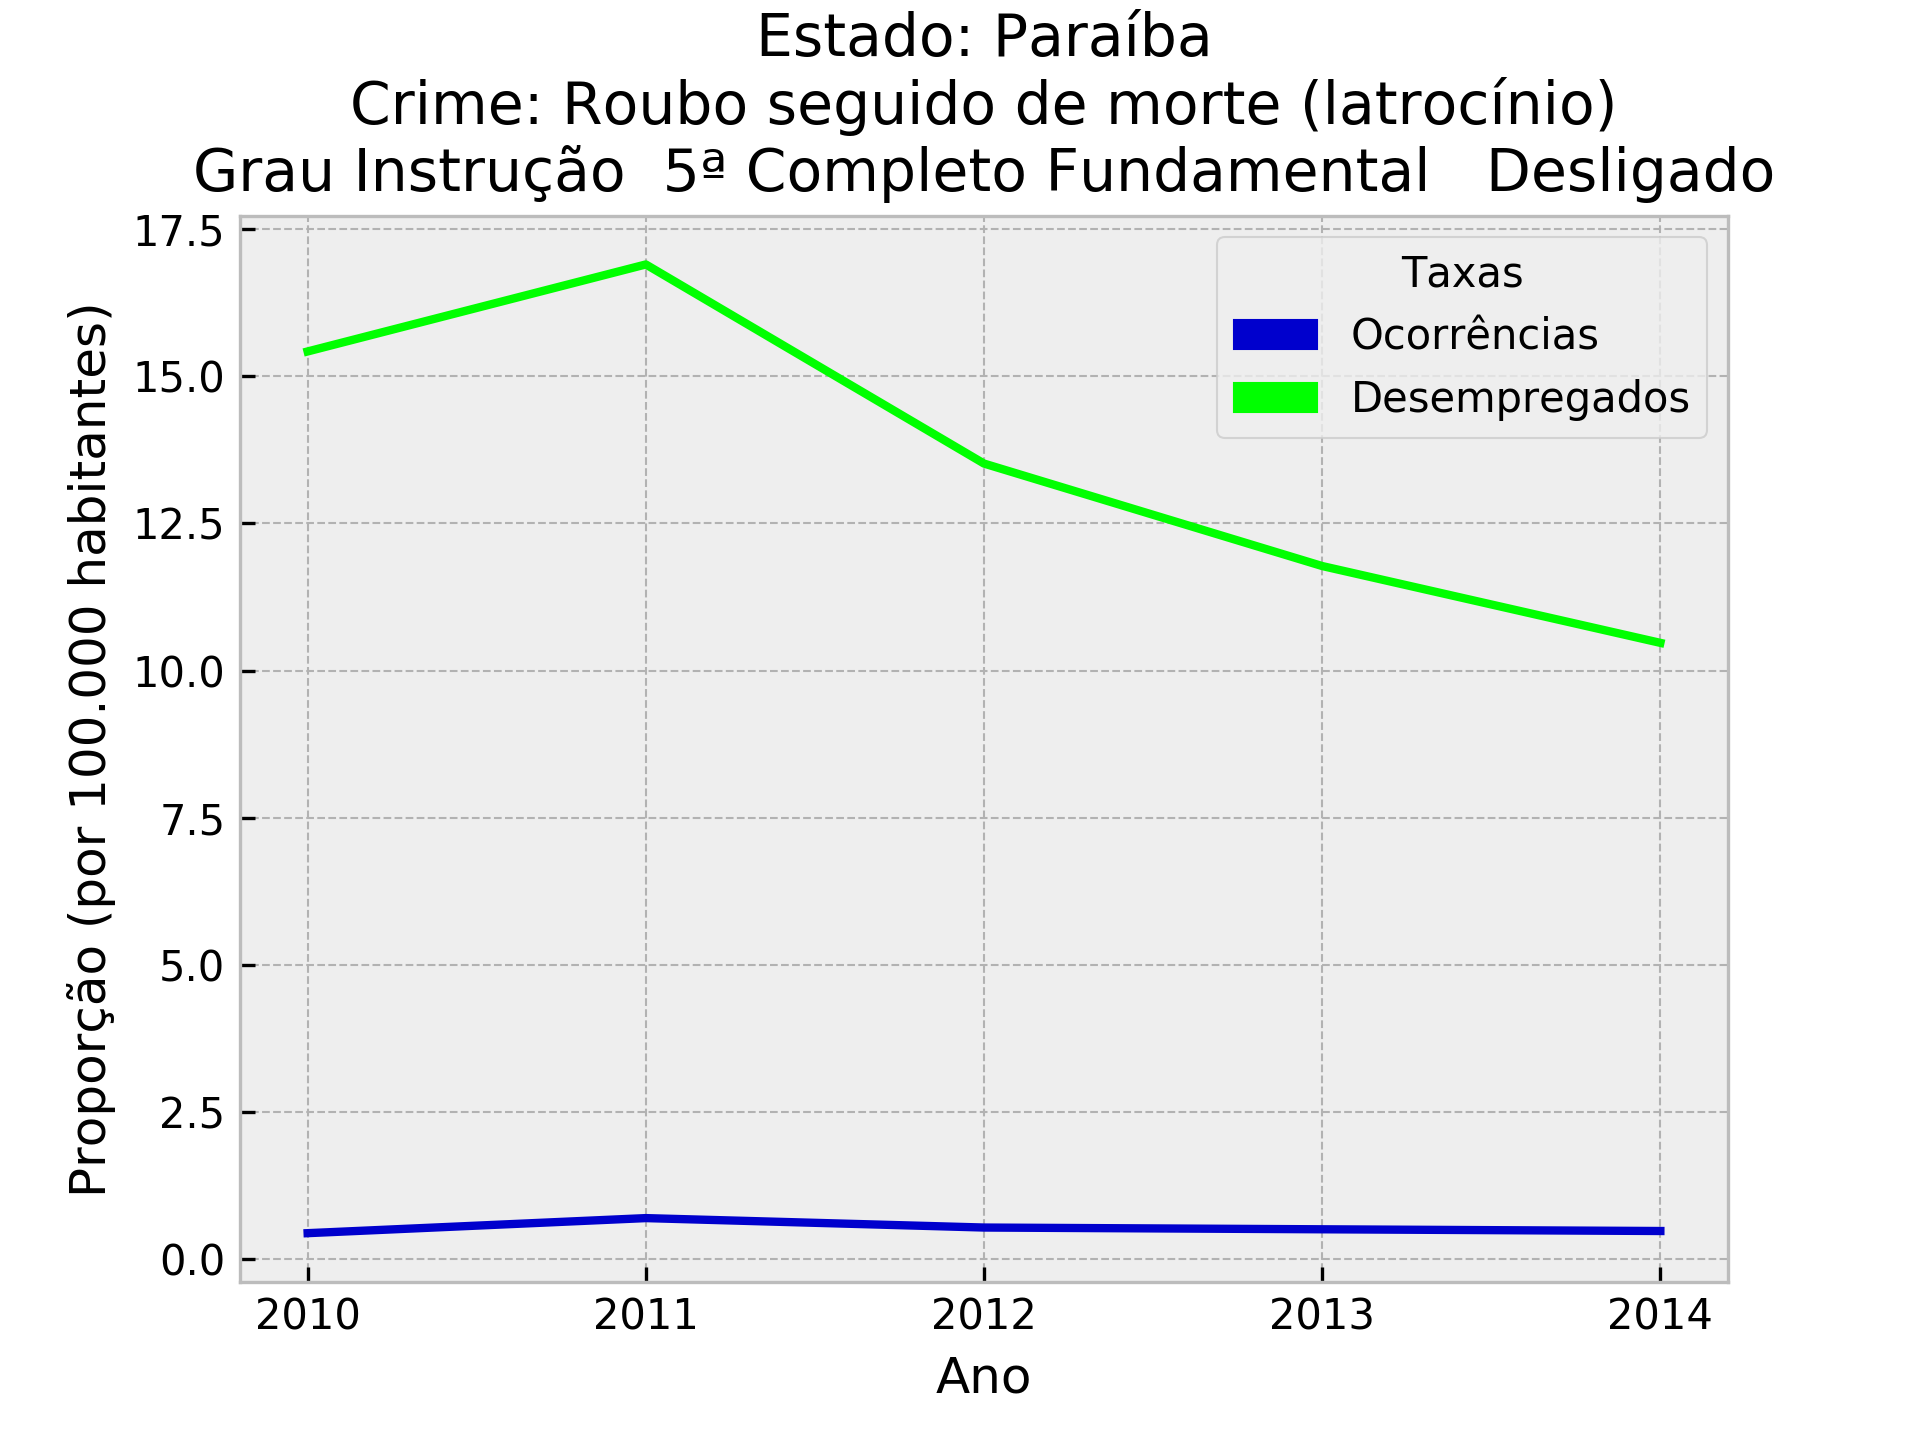 Estado: Paraíba
Crime: Roubo seguido de morte (latrocínio)
Grau Instrução  5ª Completo Fundamental   Desligado
Proporção (por 100.000 habitantes)
17.5
15.0
12.5
10.0
7.5
5.0
2.5
0.0
Taxas
Ocorrências
Desempregados
2010 2011 2012 2013 2014
Ano